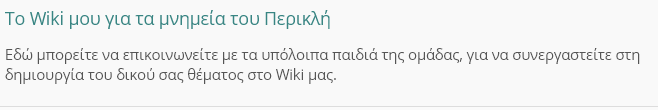 Το Wiki μου για τα μνημεία του Περικλή
Εδώ μπορείτε να επικοινωνείτε με τα υπόλοιπα παιδιά της ομάδας, για να συνεργαστείτε στη
δημιουργία του δικού σας θέματος στο Wiki μας.